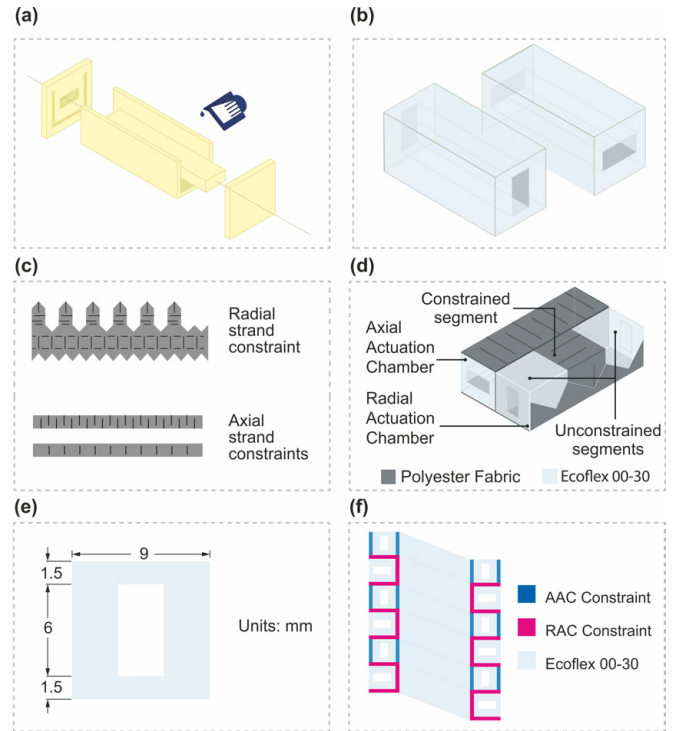 (a)
(b)
(c)
Radial
strand
constraint
Axial
strand
constraints
(d)
Constrained
segment
Axial
Actuation
Chamber
Radial
Actuation
Chamber
Unconstrained
segments
Polyester Fabric
Ecoflex 00-30
(e)
9
1.5
6
1.5
Units: mm
(f)
AAC Constraint
RAC Constraint
Ecoflex 00-30